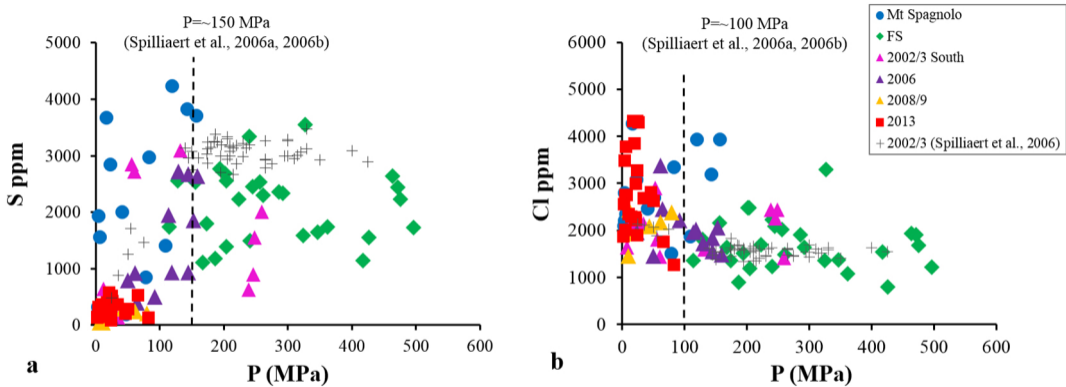 P=~150 MPa
(Spilliaert et al., 2006a, 2006b)
5000
4000
3000
2000
1000
0
S ppm
0 100 200 300 400 500 600
P (MPa)
a
P=~100 MPa
(Spilliaert et al., 2006a, 2006b)
6000
5000
4000
3000
2000
1000
0
Cl ppm
0 100 200 300 400 500 600
P (MPa)
b
Mt Spagnolo
FS
2002/3 South
2006
2008/9
2013
2002/3 (Spilliaert et al., 2006)